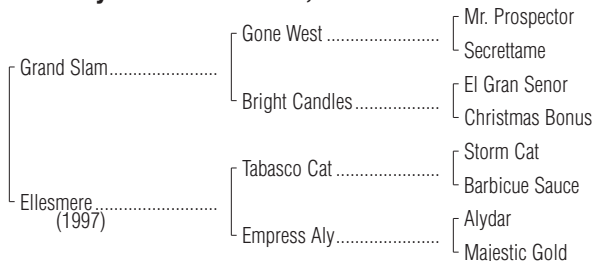 Mr. Prospector
Gone West
Secrettame
Grand Slam
El Gran Senor
Bright Candles
Christmas Bonus
Storm Cat
Tabasco Cat
Barbicue Sauce
Ellesmere
(1997)
Alydar
Empress Aly
Majestic Gold